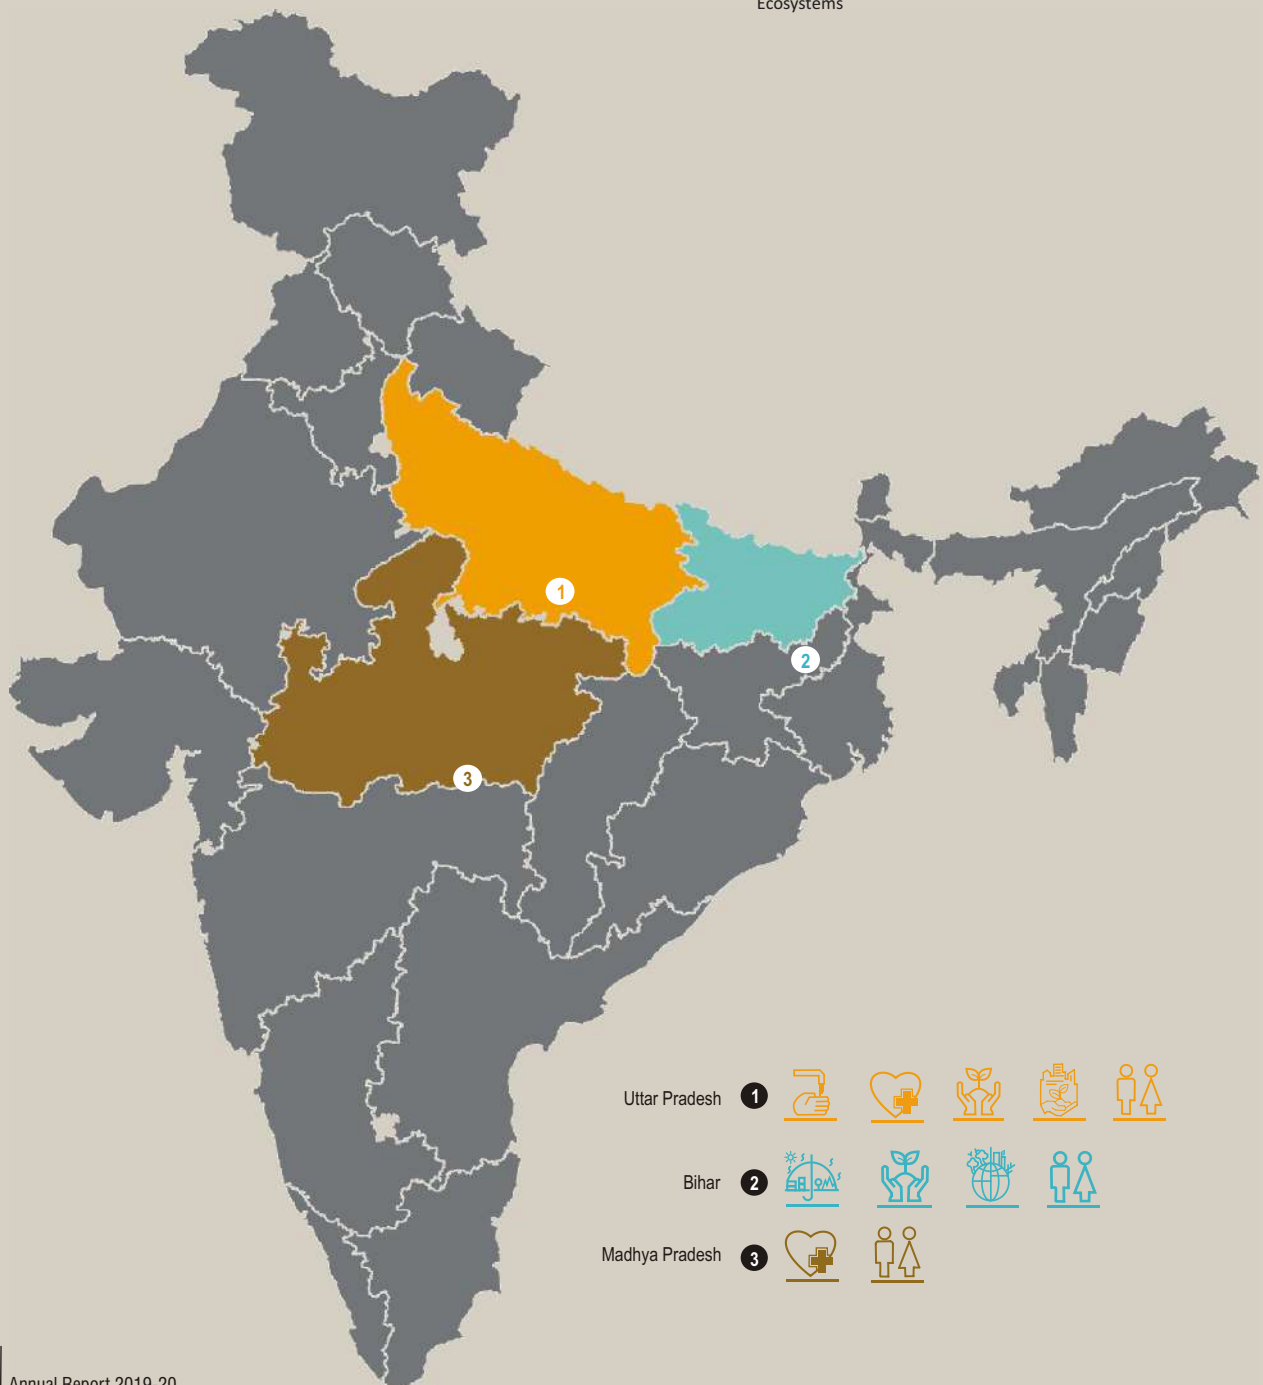 Ecosystems
1
2
3
Uttar Pradesh 1
Bihar 2
Madhya Pradesh 3
Annual Report 2019-20